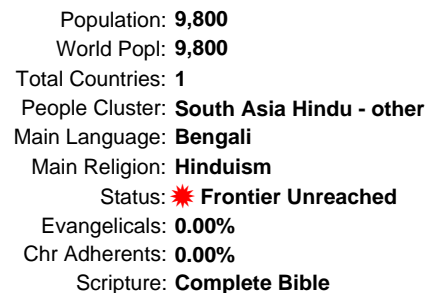 Population: 9,800
World Popl: 9,800
Total Countries: 1
People Cluster: South Asia Hindu - other
Main Language: Bengali
Main Religion: Hinduism
Status: Frontier Unreached
Evangelicals: 0.00%
Chr Adherents: 0.00%
Scripture: Complete Bible